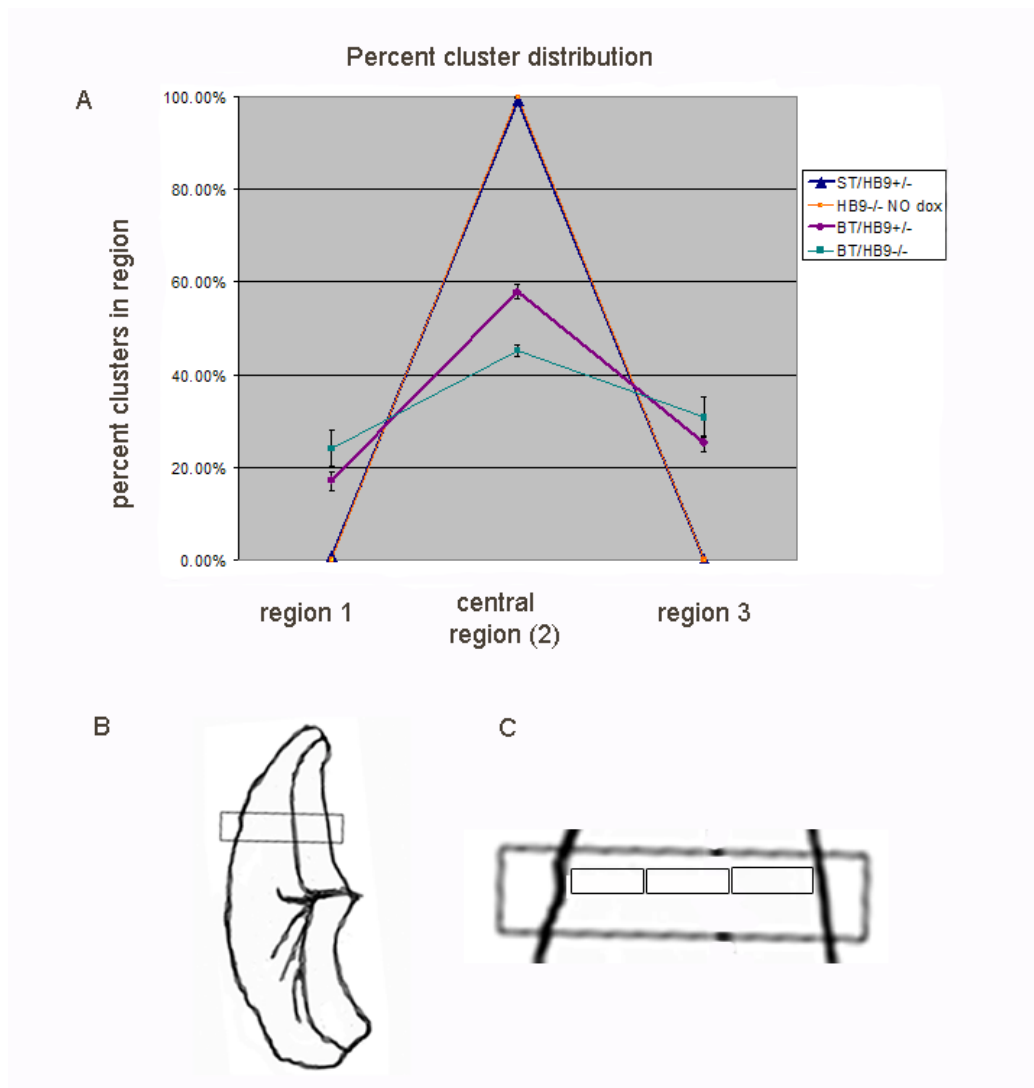 Percent cluster distribution
A
percent clusters in region
100.00%
80.00%
60.00%
40.00%
20.00%
0.00%
ST/HB9+/-
HB9-/- NO dox
BT/HB9+/-
BT/HB9-/-
region 1
central
region (2)
region 3
B
C